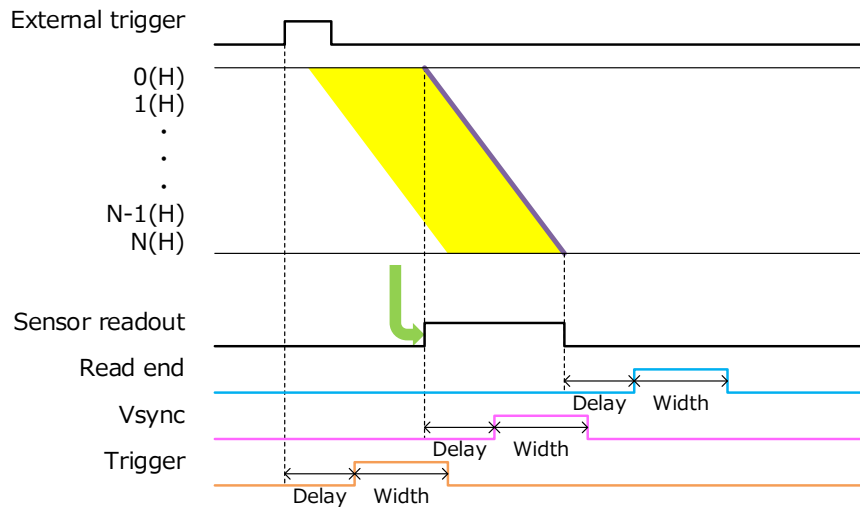 External trigger
0(H)
1(H)
.
.
.
N-1(H)
N(H)
Sensor readout
Read end
Delay Width
Vsync
Delay Width
Trigger
Delay Width